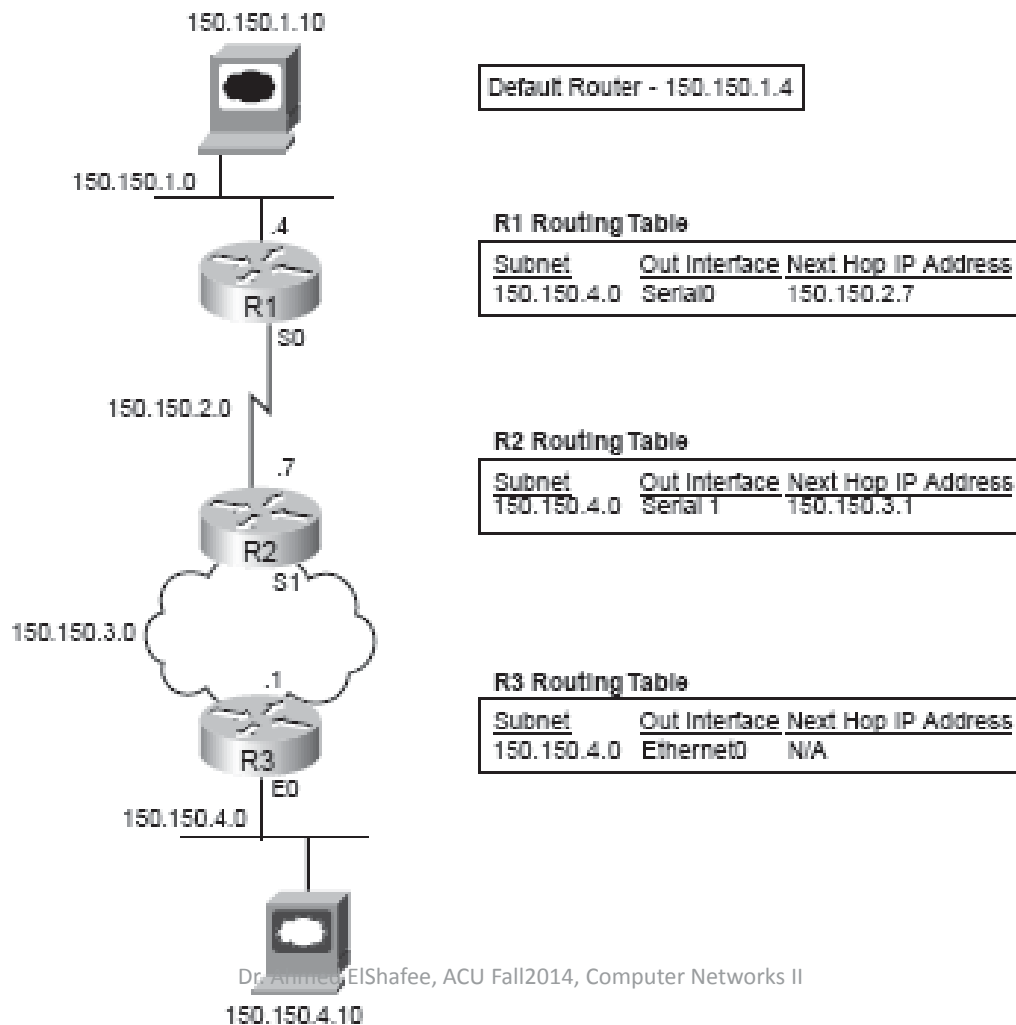 150.150.1.10
Default Router - 150.150.1.4
150.150.1.0
.4
R1
S0
R1 Routing Table
Subnet Out Interface Next Hop IP Address
150.150.4.0 Serial0 150.150.2.7
150.150.2.0
.7
R2
S1
R2 Routing Table
Subnet Out Interface Next Hop IP Address
150.150.4.0 Serial 1 150.150.3.1
150.150.3.0
.1
R3
E0
R3 Routing Table
Subnet Out Interface Next Hop IP Address
150.150.4.0 Ethernet0 N/A
150.150.4.0
Dr. Ahmed ElShafee, ACU Fall2014, Computer Networks II
150.150.4.10